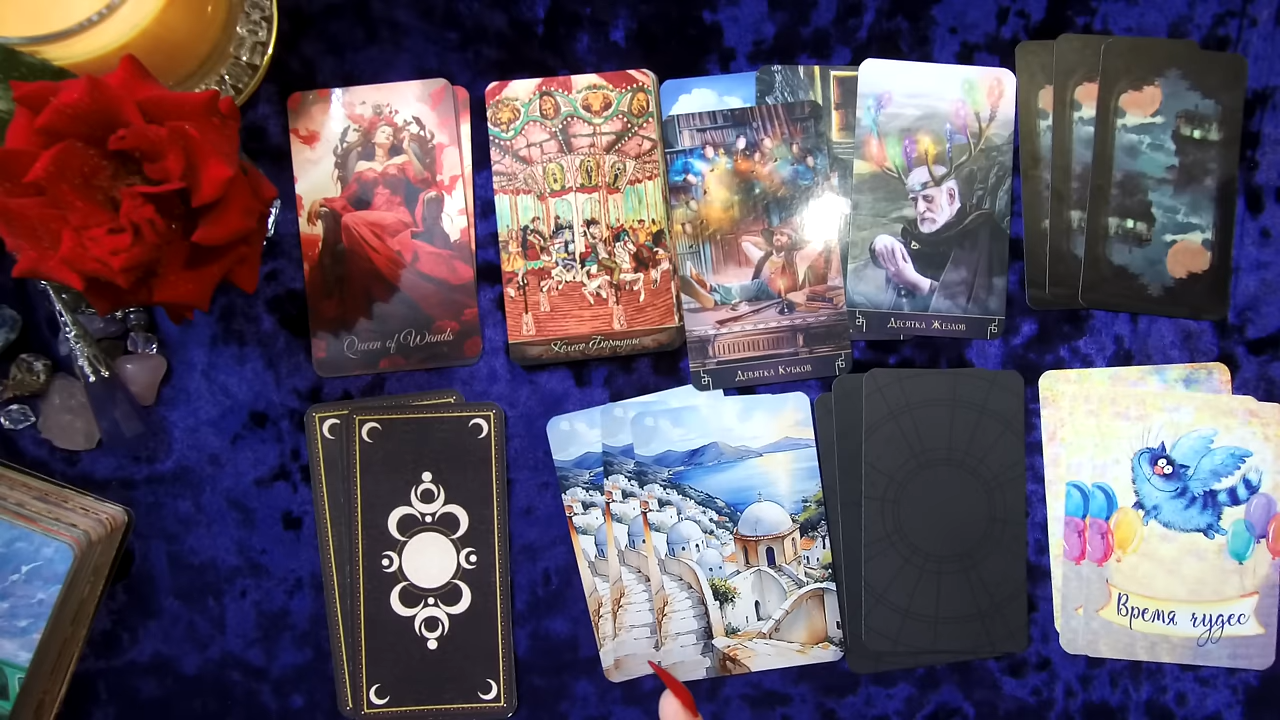 Queen of Wands
Колесо Фортуны
Девятка Кубков
Десятка Жезлов
Время чудес